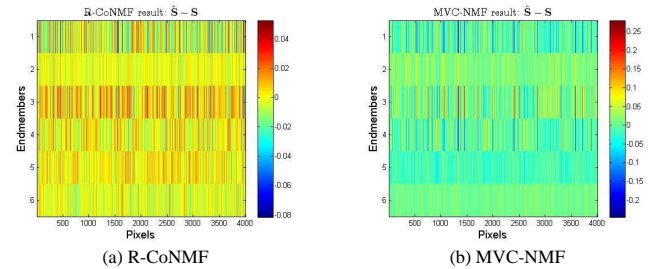 R-CoNMF result: Ŝ − S
1
2
3
4
5
6
Endmembers
500 1000 1500 2000 2500 3000 3500 4000
Pixels
0.04
0.02
0
-0.02
-0.04
-0.06
-0.08
(a) R-CoNMF
MVC-NMF result: Ŝ − S
1
2
3
4
5
6
Endmembers
500 1000 1500 2000 2500 3000 3500 4000
Pixels
0.25
0.2
0.15
0.1
0.05
0
-0.05
-0.1
-0.15
-0.2
(b) MVC-NMF